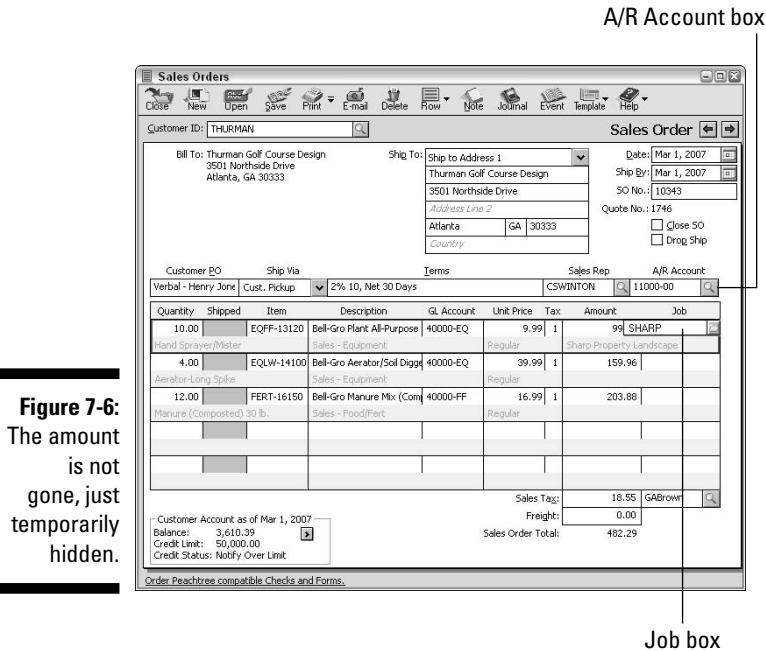 A/R Account box
Sales Orders
Close New Open Save Print E-mail Delete Row Note Journal Event Template Help
Customer ID: THURMAN
Sales Order
Bill To: Thurman Golf Course Design
3501 Northside Drive
Atlanta, GA 30333
Ship To: Ship to Address 1
Thurman Golf Course Design
3501 Northside Drive
Address Line 2
Atlanta GA 30333
Country
Date: Mar 1, 2007
Ship By: Mar 1, 2007
SO No.: 10343
Quote No.: 1746
Close SO
Drop Ship
Customer PO Ship Via Terms Sales Rep A/R Account
Verbal - Henry Jone Cust. Pickup 2% 10, Net 30 Days CSWINTON 11000-00
Quantity Shipped Item Description GL Account Unit Price Tax Amount Job
10.00 EQFF-13120 Bell-Gro Plant All-Purpose 40000-EQ 9.99 1 99 SHARP
Hand Sprayer/Mister Sales - Equipment Regular Sharp Property Landscape
4.00 EQLW-14100 Bell-Gro Aerator/Soil Digge 40000-EQ 39.99 1 159.96
Aerator-Long Spike Sales - Equipment Regular
12.00 FERT-16150 Bell-Gro Manure Mix (Com 40000-FF 16.99 1 203.88
Manure (Composted) 30 lb. Sales - Food/Fert Regular
Sales Tax: 18.55 GABrown
Freight: 0.00
Sales Order Total: 482.29
Customer Account as of Mar 1, 2007
Balance: 3,610.39
Credit Limit: 50,000.00
Credit Status: Notify Over Limit
Order Peachtree compatible Checks and Forms.
Job box
Figure 7-6:
The amount
is not
gone, just
temporarily
hidden.